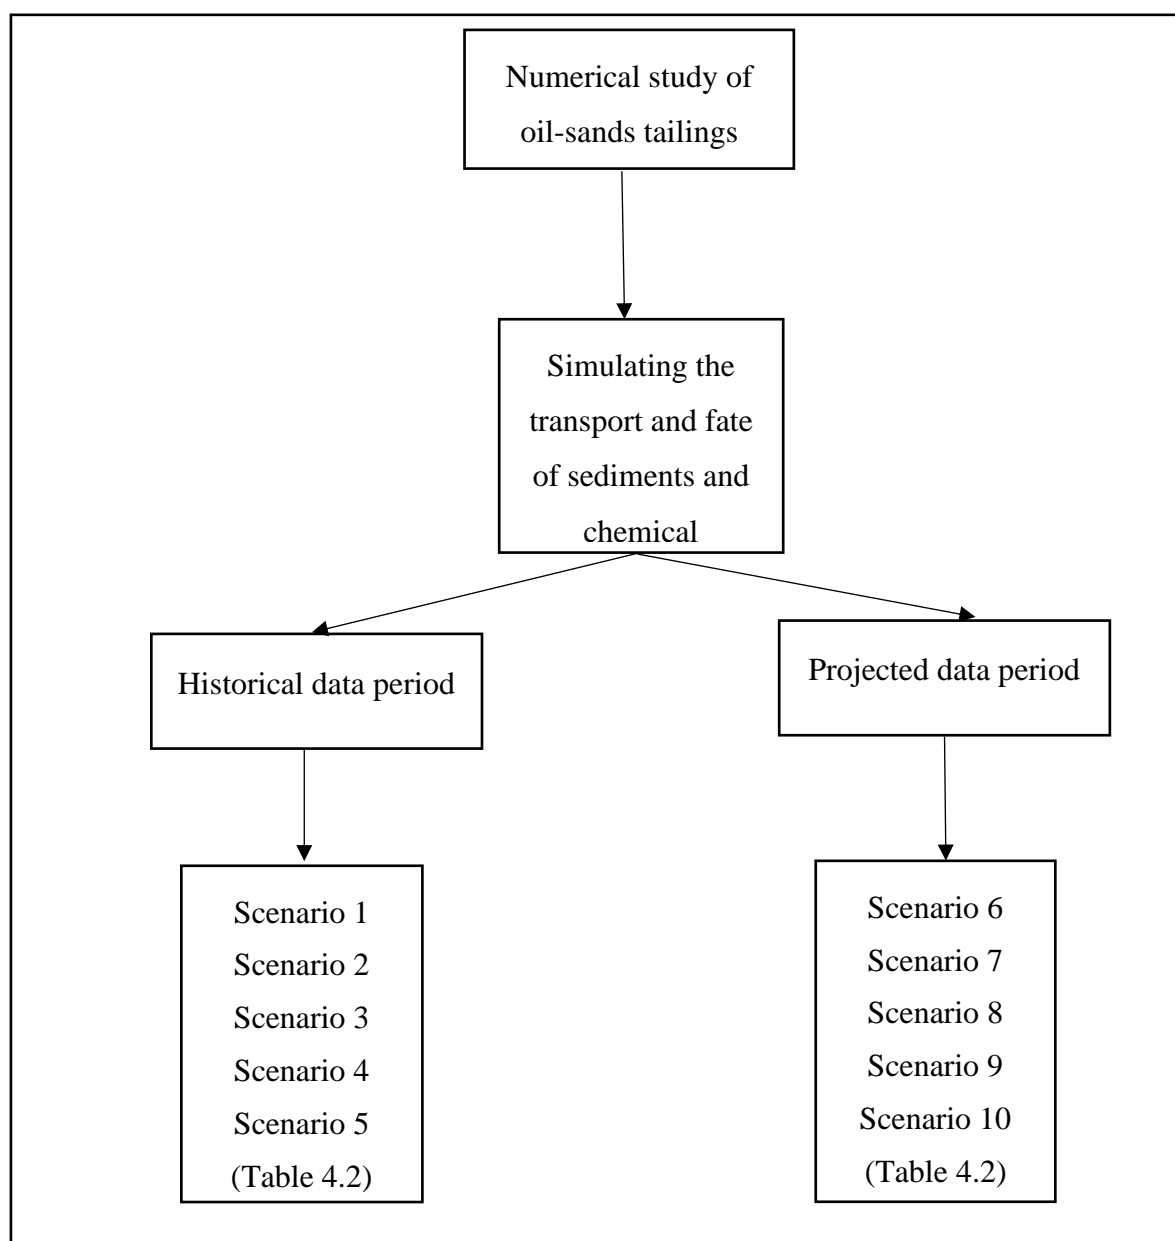 Numerical study of
oil-sands tailings
Simulating the
transport and fate
of sediments and
chemical
Historical data period
Projected data period
Scenario 1
Scenario 2
Scenario 3
Scenario 4
Scenario 5
(Table 4.2)
Scenario 6
Scenario 7
Scenario 8
Scenario 9
Scenario 10
(Table 4.2)